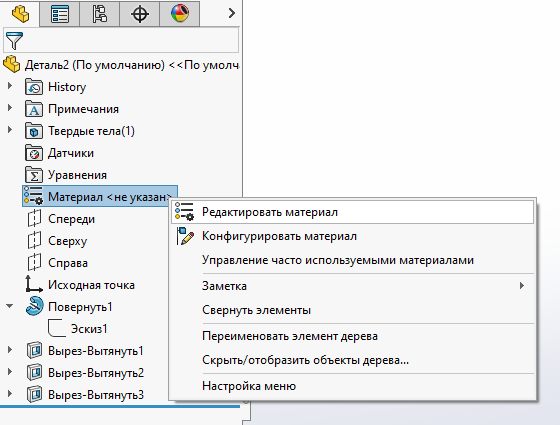 Деталь2 (По умолчанию) <<По умолч
History
Примечания
Твердые тела(1)
Датчики
Уравнения
Материал <не указан>
Спереди
Сверху
Справа
Исходная точка
Повернуть1
Эскиз1
Вырез-Вытянуть1
Вырез-Вытянуть2
Вырез-Вытянуть3
Редактировать материал
Конфигурировать материал
Управление часто используемыми материалами
Заметка
Свернуть элементы
Переименовать элемент дерева
Скрыть/отобразить объекты дерева...
Настройка меню